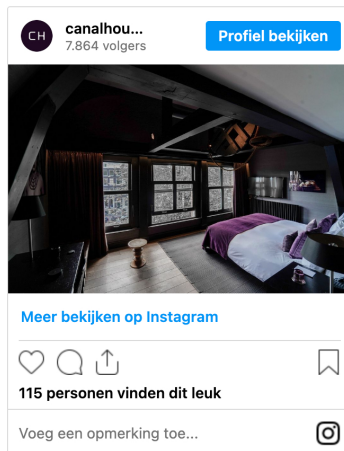 CH
canalhou...
7.864 volgers
Profiel bekijken
Meer bekijken op Instagram
115 personen vinden dit leuk
Voeg een opmerking toe...